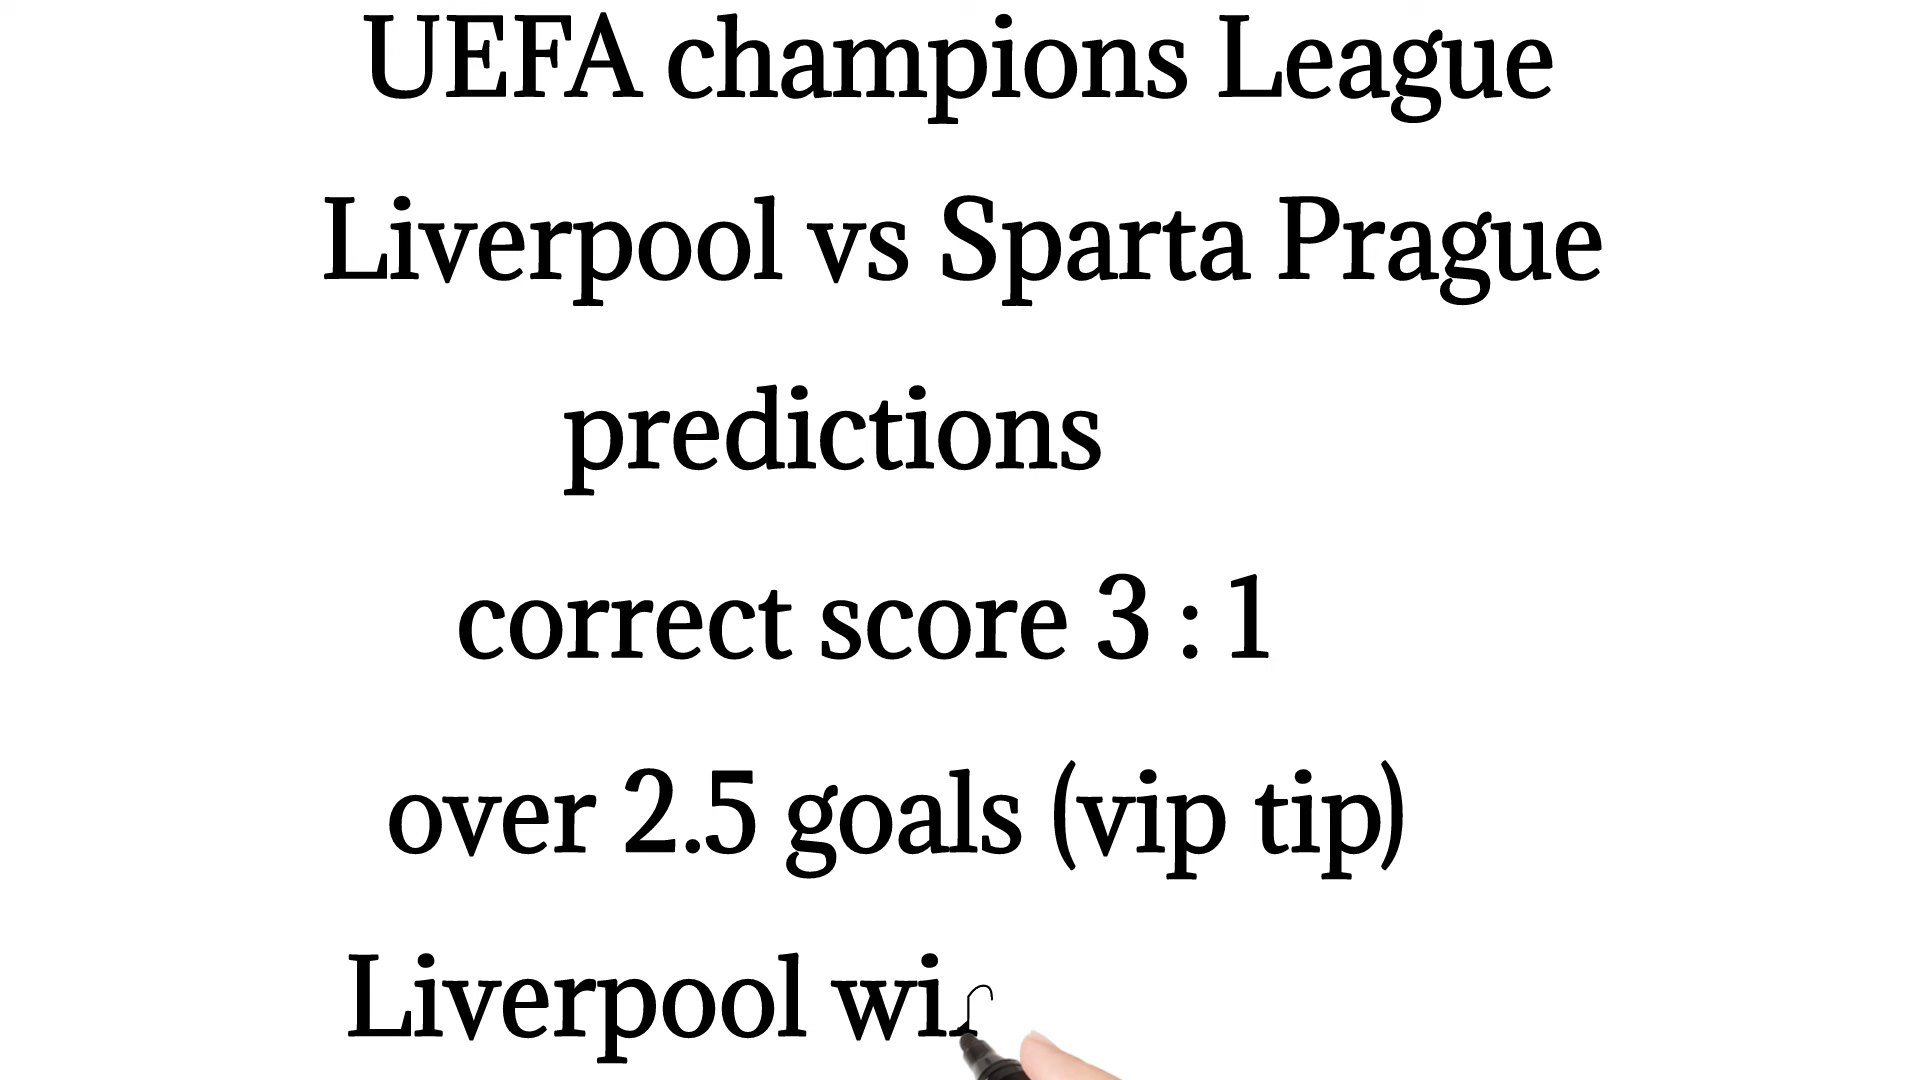 UEFA champions League
Liverpool vs Sparta Prague
predictions
correct score 3 : 1
over 2.5 goals (vip tip)
Liverpool